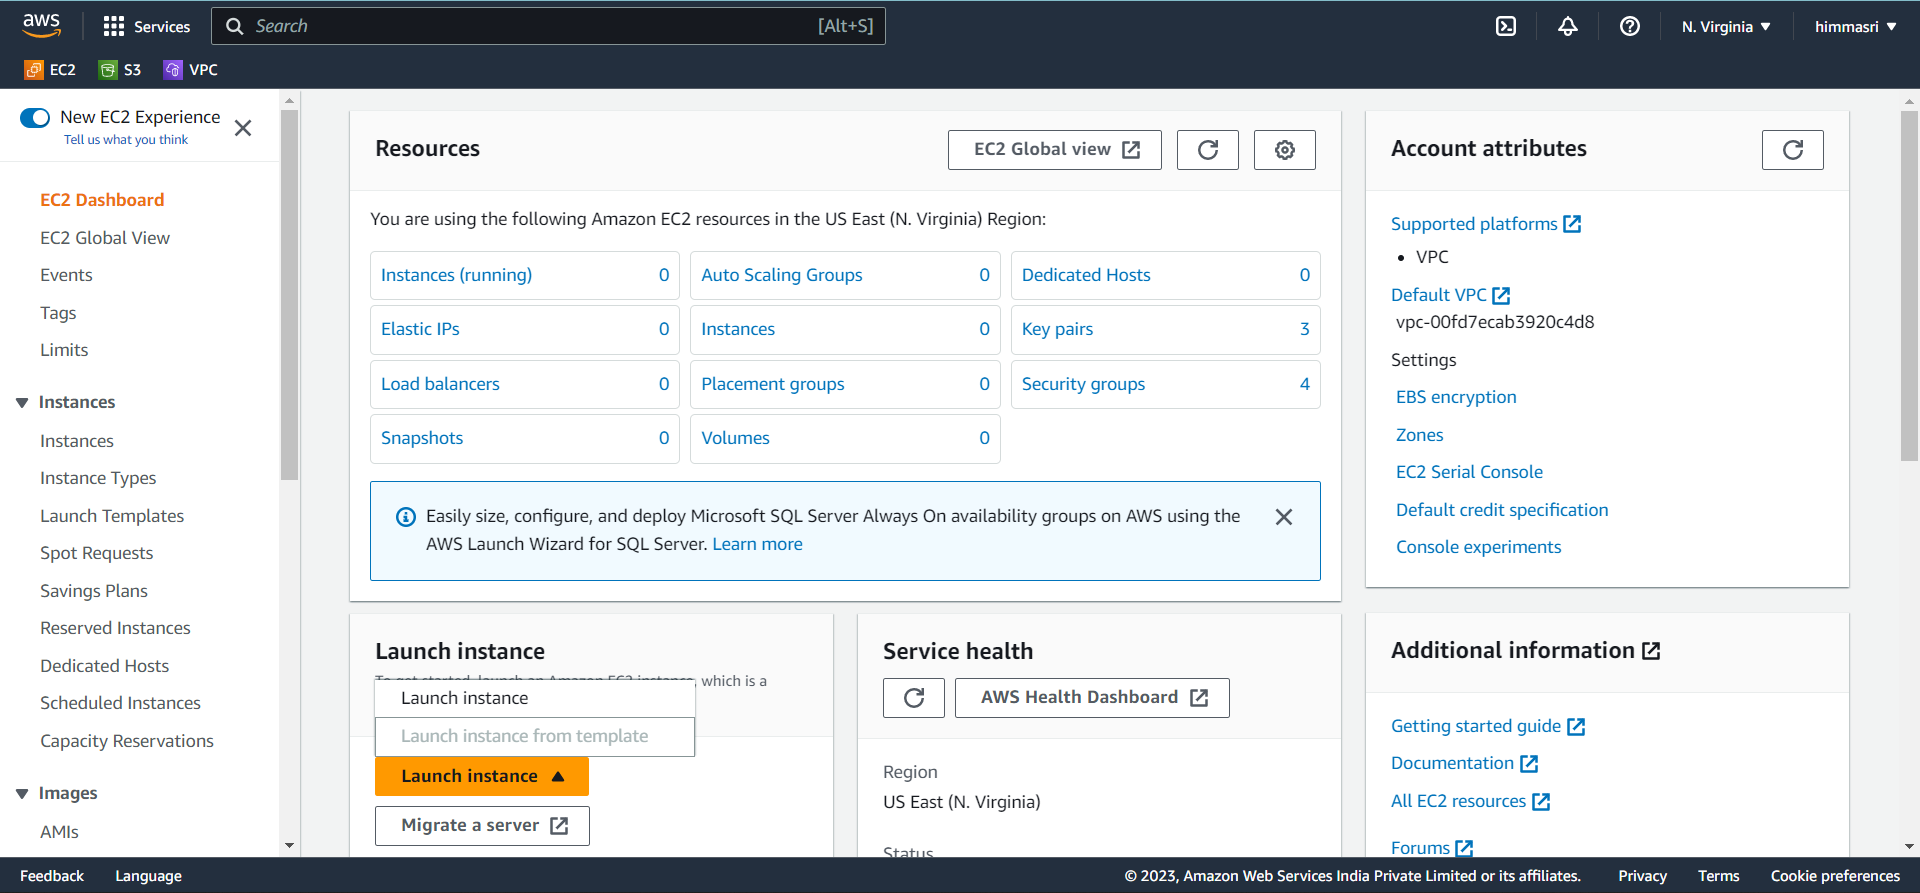 aws
Services
Search
[Alt+S]
N. Virginia
himmasri
EC2
S3
VPC
New EC2 Experience
Tell us what you think
EC2 Dashboard
EC2 Global View
Events
Tags
Limits
Instances
Instances
Instance Types
Launch Templates
Spot Requests
Savings Plans
Reserved Instances
Dedicated Hosts
Scheduled Instances
Capacity Reservations
Images
AMIs
Resources
EC2 Global view
You are using the following Amazon EC2 resources in the US East (N. Virginia) Region:
Instances (running) 0
Auto Scaling Groups 0
Dedicated Hosts 0
Elastic IPs 0
Instances 0
Key pairs 3
Load balancers 0
Placement groups 0
Security groups 4
Snapshots 0
Volumes 0
Easily size, configure, and deploy Microsoft SQL Server Always On availability groups on AWS using the
AWS Launch Wizard for SQL Server. Learn more
Launch instance
To get started, launch an Amazon EC2 instance, which is a
Launch instance
Launch instance from template
Launch instance
Migrate a server
Service health
AWS Health Dashboard
Region
US East (N. Virginia)
Status
Account attributes
Supported platforms
• VPC
Default VPC
vpc-00fd7ecab3920c4d8
Settings
EBS encryption
Zones
EC2 Serial Console
Default credit specification
Console experiments
Additional information
Getting started guide
Documentation
All EC2 resources
Forums
Feedback
Language
© 2023, Amazon Web Services India Private Limited or its affiliates.
Privacy
Terms
Cookie preferences